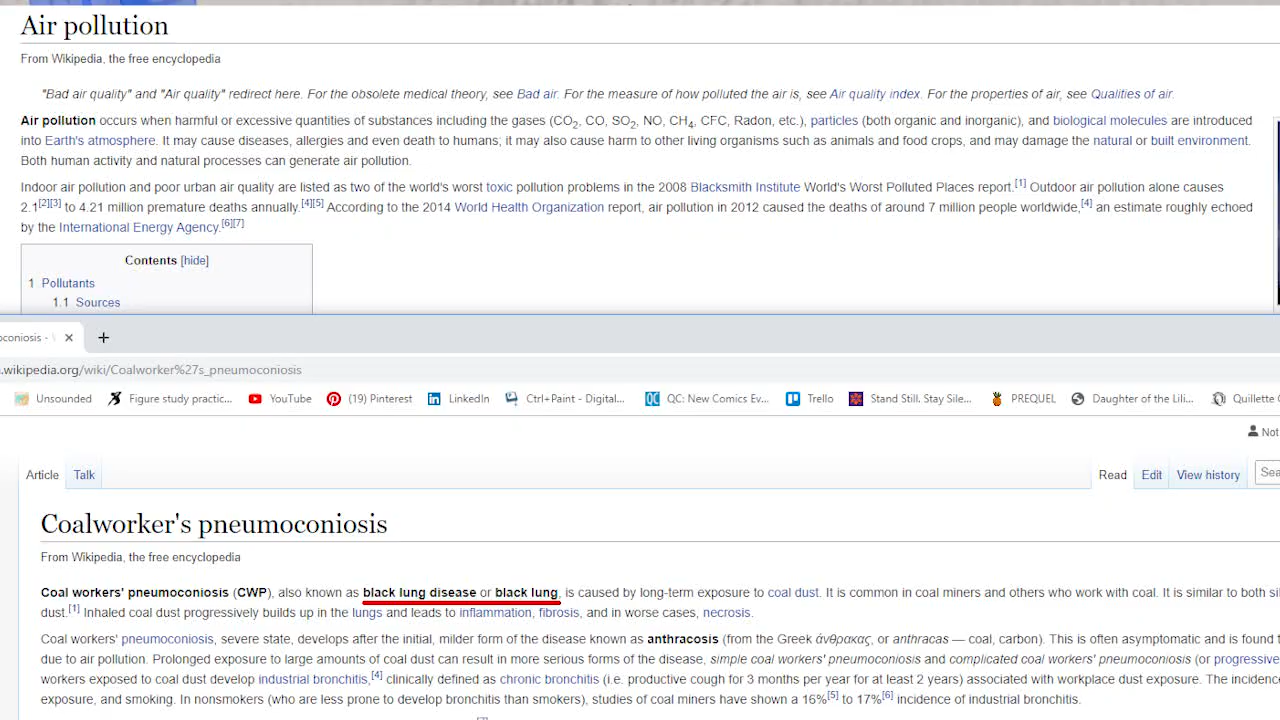 Air pollution
From Wikipedia, the free encyclopedia
"Bad air quality" and "Air quality" redirect here. For the obsolete medical theory, see Bad air. For the measure of how polluted the air is, see Air quality index. For the properties of air, see Qualities of air.
Air pollution occurs when harmful or excessive quantities of substances including the gases (CO2, CO, SO2, NO, CH4, CFC, Radon, etc.), particles (both organic and inorganic), and biological molecules are introduced
into Earth's atmosphere. It may cause diseases, allergies and even death to humans; it may also cause harm to other living organisms such as animals and food crops, and may damage the natural or built environment.
Both human activity and natural processes can generate air pollution.
Indoor air pollution and poor urban air quality are listed as two of the world's worst toxic pollution problems in the 2008 Blacksmith Institute World's Worst Polluted Places report.[1] Outdoor air pollution alone causes
2.1[2][3] to 4.21 million premature deaths annually.[4][5] According to the 2014 World Health Organization report, air pollution in 2012 caused the deaths of around 7 million people worldwide,[4] an estimate roughly echoed
by the International Energy Agency.[6][7]
Contents [hide]
1 Pollutants
1.1 Sources
oconiosis - × +
.wikipedia.org/wiki/Coalworker%27s_pneumoconiosis
Unsounded Figure study practic... YouTube (19) Pinterest LinkedIn Ctrl+Paint - Digital... QC: New Comics Ev... Trello Stand Still. Stay Sile... PREQUEL Daughter of the Lili... Quillette
Not
Article Talk Read Edit View history Sea
Coalworker's pneumoconiosis
From Wikipedia, the free encyclopedia
Coal workers' pneumoconiosis (CWP), also known as black lung disease or black lung, is caused by long-term exposure to coal dust. It is common in coal miners and others who work with coal. It is similar to both sil
dust.[1] Inhaled coal dust progressively builds up in the lungs and leads to inflammation, fibrosis, and in worse cases, necrosis.
Coal workers' pneumoconiosis, severe state, develops after the initial, milder form of the disease known as anthracosis (from the Greek άνθρακας, or anthracas — coal, carbon). This is often asymptomatic and is found
due to air pollution. Prolonged exposure to large amounts of coal dust can result in more serious forms of the disease, simple coal workers' pneumoconiosis and complicated coal workers' pneumoconiosis (or progressive
workers exposed to coal dust develop industrial bronchitis,[4] clinically defined as chronic bronchitis (i.e. productive cough for 3 months per year for at least 2 years) associated with workplace dust exposure. The incidence
exposure, and smoking. In nonsmokers (who are less prone to develop bronchitis than smokers), studies of coal miners have shown a 16%[5] to 17%[6] incidence of industrial bronchitis.